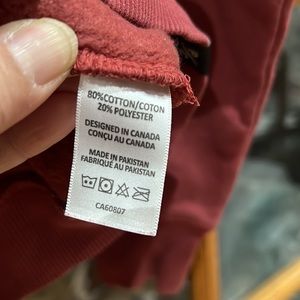 80%COTTON/COTON
20% POLYESTER
DESIGNED IN CANADA
CONÇU AU CANADA
MADE IN PAKISTAN
FABRIQUÉ AU PAKISTAN
CA60807